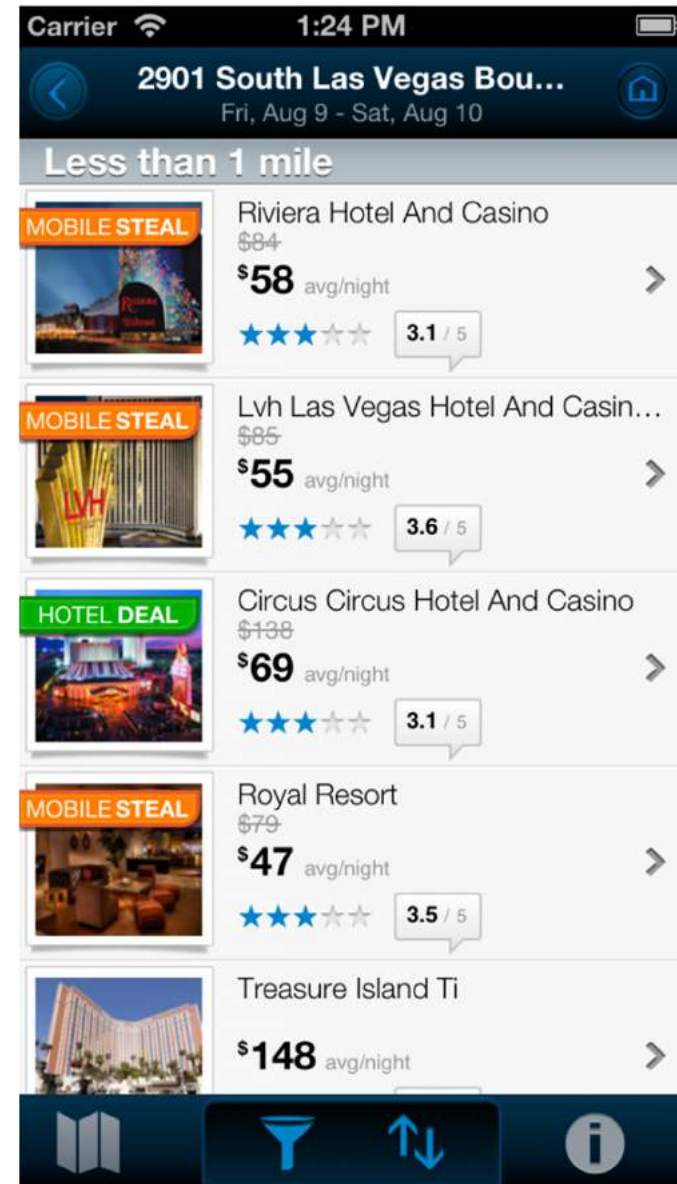 Carrier 1:24 PM
2901 South Las Vegas Bou...
Fri, Aug 9 - Sat, Aug 10
Less than 1 mile
MOBILE STEAL
Riviera Hotel And Casino
$84
$58 avg/night
3.1 / 5
MOBILE STEAL
Lvh Las Vegas Hotel And Casin...
$85
$55 avg/night
LVH
3.6 / 5
HOTEL DEAL
Circus Circus Hotel And Casino
$138
$69 avg/night
3.1 / 5
MOBILE STEAL
Royal Resort
$79
$47 avg/night
3.5 / 5
Treasure Island Ti
$148 avg/night